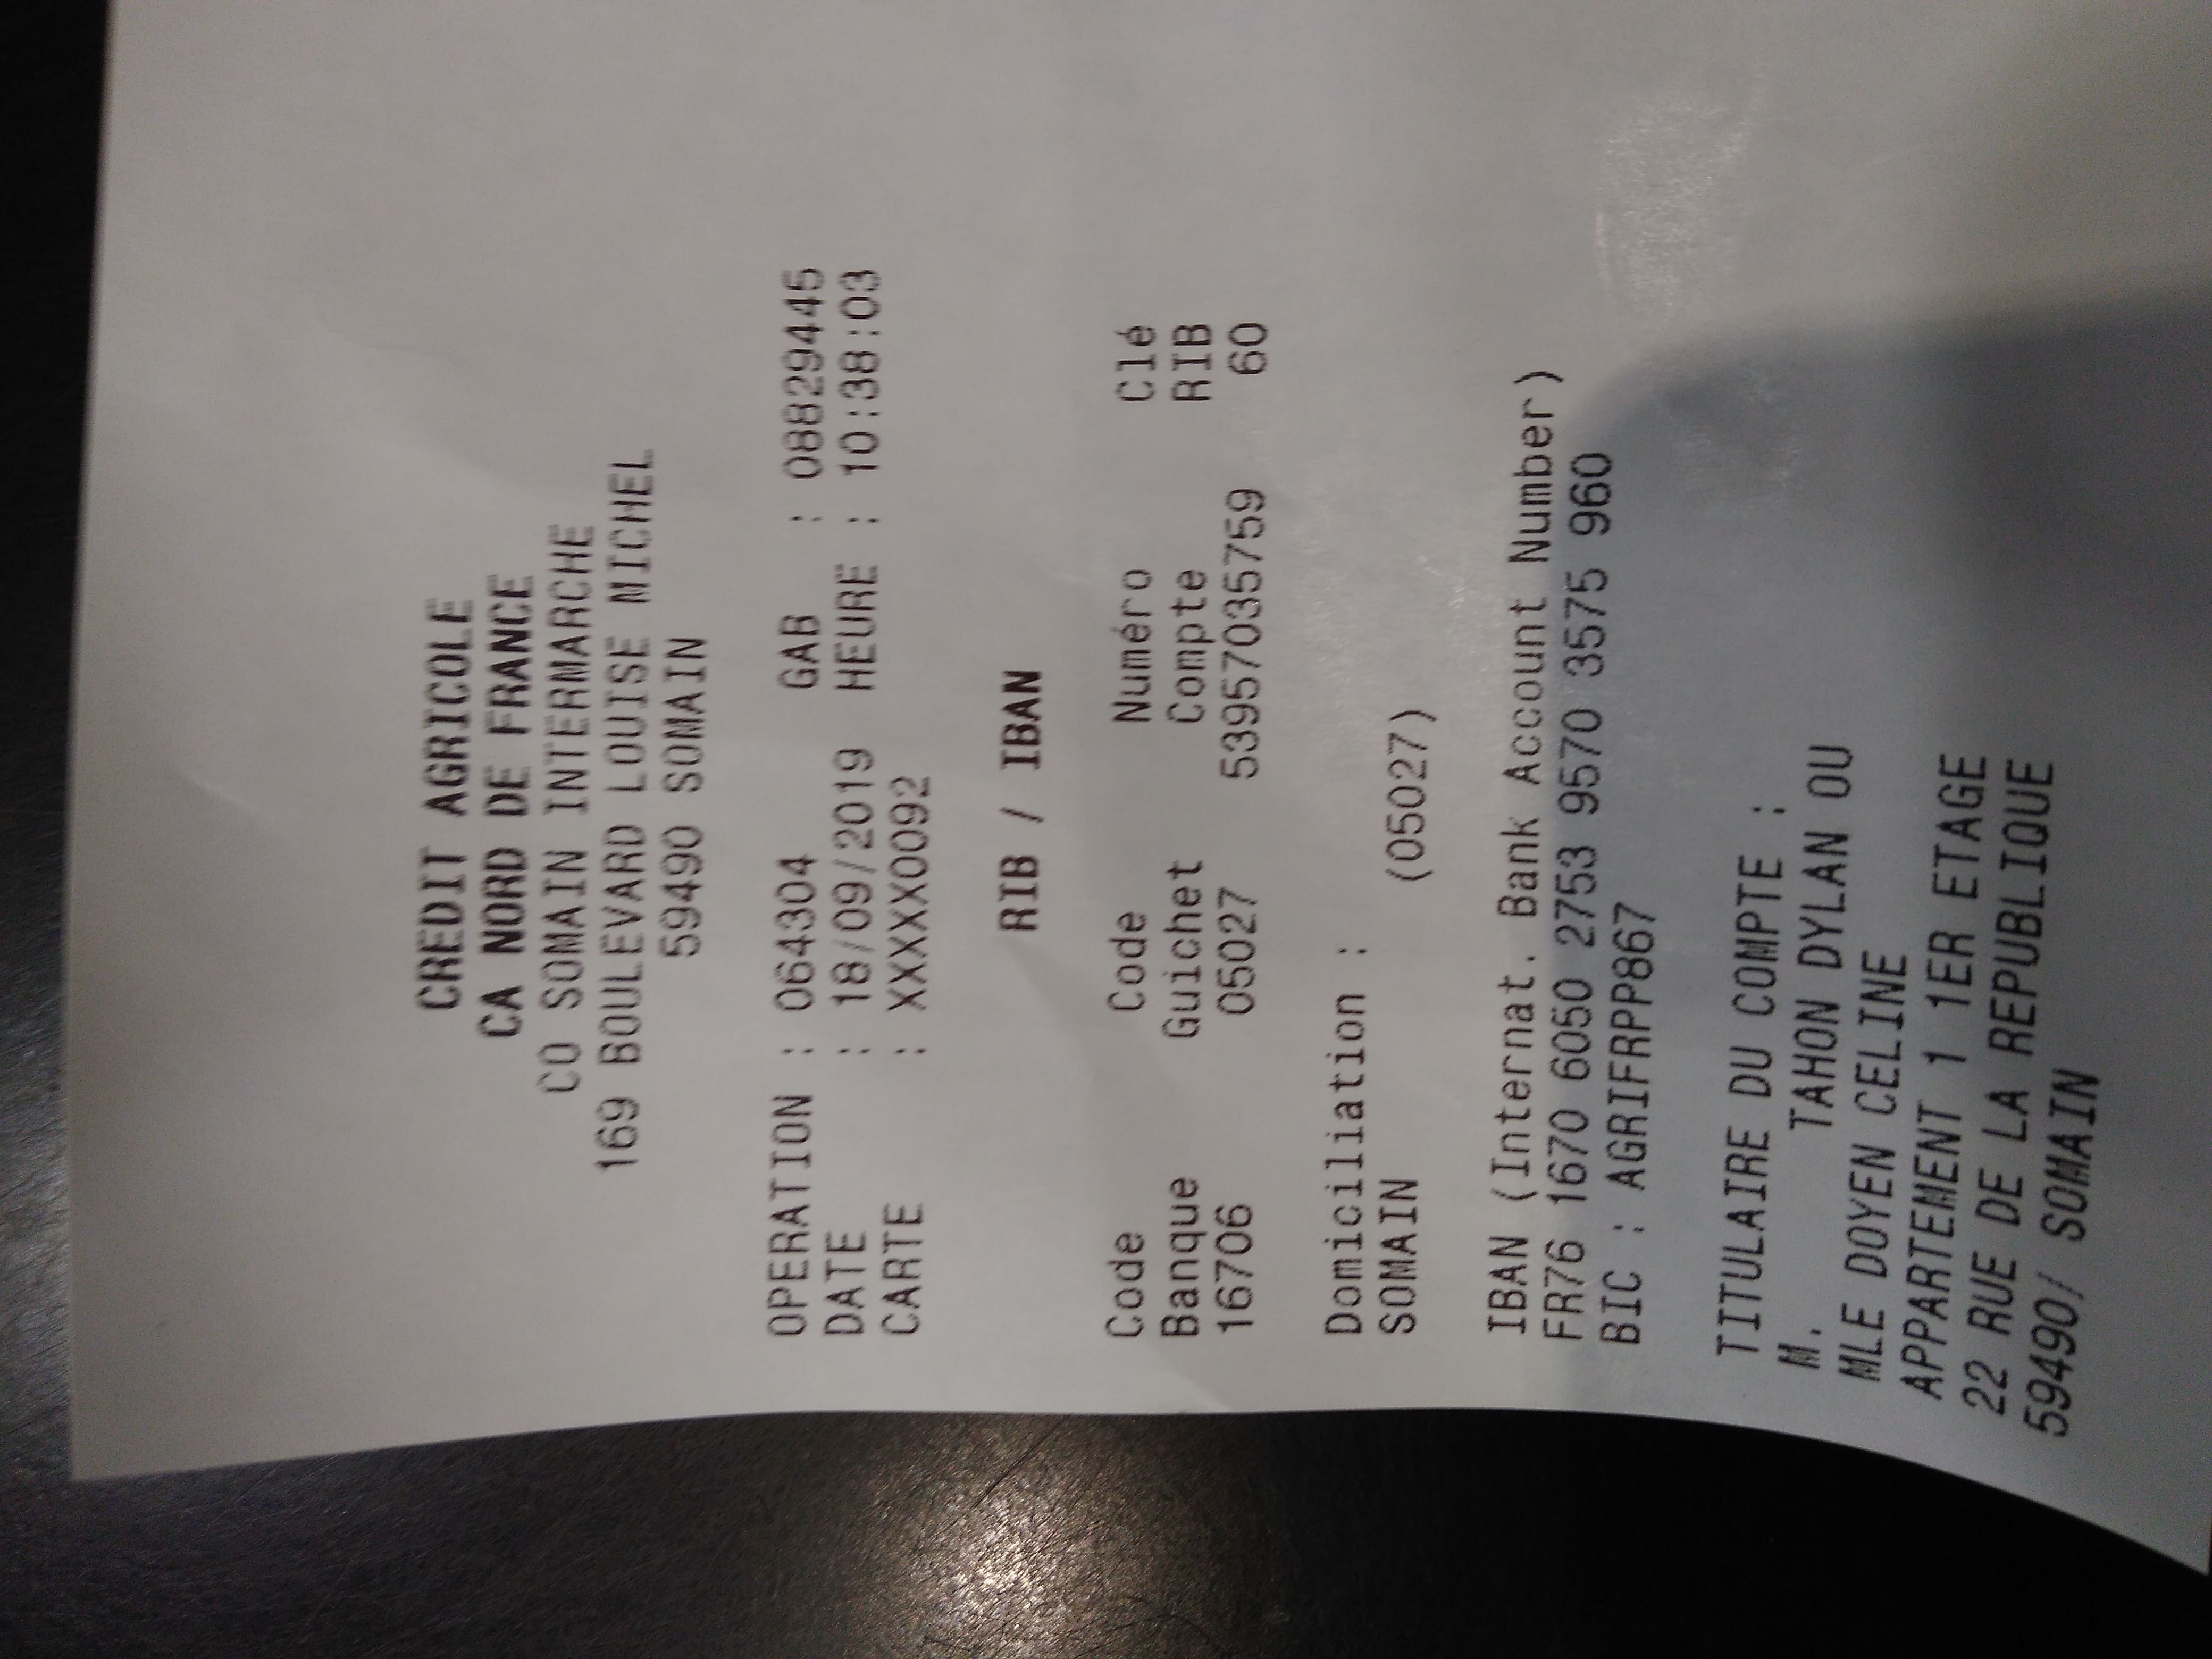 CREDIT AGRICOLE
CA NORD DE FRANCE
CO SOMAIN INTERMARCHE
169 BOULEVARD LOUISE MICHEL
59490 SOMAIN
OPERATION : 064304 GAB : 08829445
DATE : 18/09/2019 HEURE : 10:38:03
CARTE : XXXXX0092
RIB / IBAN
Code Code Numéro Clé
Banque Guichet Compte RIB
16706 05027 53957035759 60
Domiciliation :
SOMAIN (05027)
IBAN (Internat. Bank Account Number)
FR76 1670 6050 2753 9570 3575 960
BIC : AGRIFRPP867
TITULAIRE DU COMPTE :
M. TAHON DYLAN OU
MLE DOYEN CELINE
APPARTEMENT 1 1ER ETAGE
22 RUE DE LA REPUBLIQUE
59490/ SOMAIN